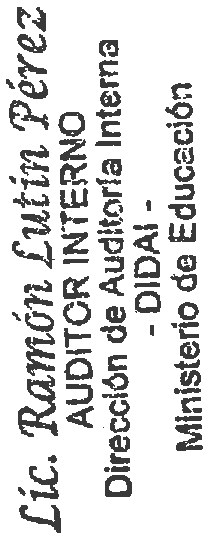 Lic. Ramón Lutín Pérez
AUDITOR INTERNO
Dirección de Auditoría Interna
- DIDAI -
Ministerio de Educación